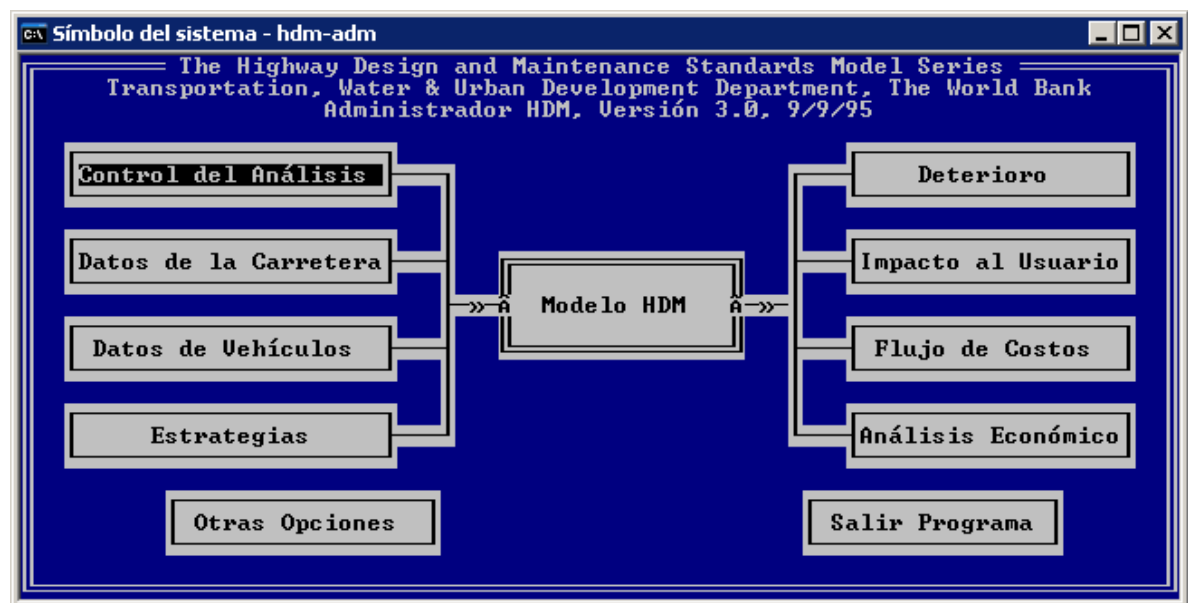 Símbolo del sistema - hdm-adm
The Highway Design and Maintenance Standards Model Series
Transportation, Water & Urban Development Department, The World Bank
Administrador HDM, Versión 3.0, 9/9/95
Control del Análisis
Deterioro
Datos de la Carretera
Impacto al Usuario
»
Â Modelo HDM Â
»
Datos de Vehículos
Flujo de Costos
Estrategias
Análisis Económico
Otras Opciones
Salir Programa